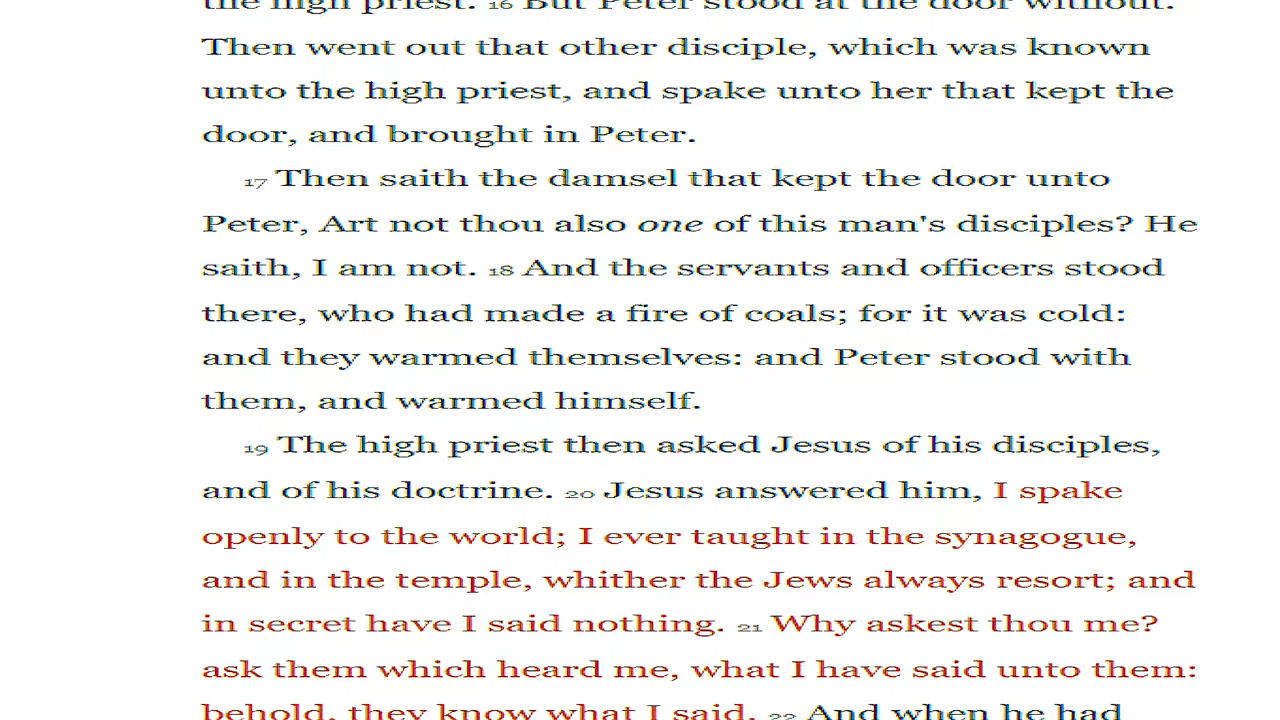 the high priest. 16 But Peter stood at the door without.
Then went out that other disciple, which was known
unto the high priest, and spake unto her that kept the
door, and brought in Peter.
17 Then saith the damsel that kept the door unto
Peter, Art not thou also one of this man's disciples? He
saith, I am not. 18 And the servants and officers stood
there, who had made a fire of coals; for it was cold:
and they warmed themselves: and Peter stood with
them, and warmed himself.
19 The high priest then asked Jesus of his disciples,
and of his doctrine. 20 Jesus answered him, I spake
openly to the world; I ever taught in the synagogue,
and in the temple, whither the Jews always resort; and
in secret have I said nothing. 21 Why askest thou me?
ask them which heard me, what I have said unto them:
behold, they know what I said. 22 And when he had